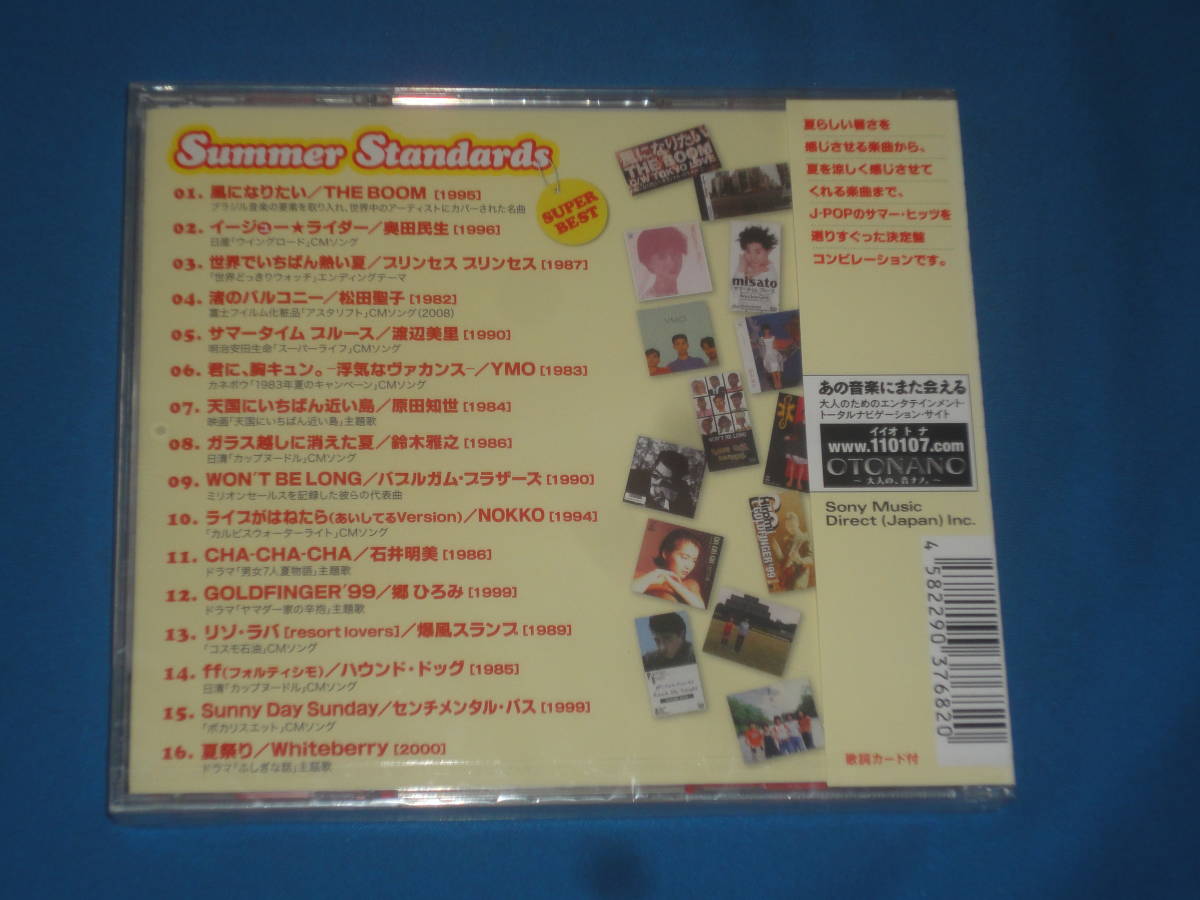 Summer Standards
SUPER
BEST
01. 風になりたい／THE BOOM [1995]
ブラジル音楽の要素を取り入れ、世界中のアーティストにカバーされた名曲
02. イージュー★ライダー／奥田民生 [1996]
日産「ウイングロード」CMソング
03. 世界でいちばん熱い夏／プリンセス プリンセス [1987]
「世界どっきりウォッチ」エンディングテーマ
04. 渚のバルコニー／松田聖子 [1982]
富士フイルム化粧品「アスタリフト」CMソング(2008)
05. サマータイム ブルース／渡辺美里 [1990]
明治安田生命「スーパーライフ」CMソング
06. 君に、胸キュン。-浮気なヴァカンス-／YMO [1983]
カネボウ「1983年夏のキャンペーン」CMソング
07. 天国にいちばん近い島／原田知世 [1984]
映画「天国にいちばん近い島」主題歌
08. ガラス越しに消えた夏／鈴木雅之 [1986]
日清「カップヌードル」CMソング
09. WON'T BE LONG／バブルガム・ブラザーズ [1990]
ミリオンセールスを記録した彼らの代表曲
10. ライブがはねたら(あいしてるVersion)／NOKKO [1994]
「カルピスウォーターライト」CMソング
11. CHA-CHA-CHA／石井明美 [1986]
ドラマ「男女7人夏物語」主題歌
12. GOLDFINGER'99／郷 ひろみ [1999]
ドラマ「ヤマダ一家の辛抱」主題歌
13. リゾ・ラバ [resort lovers]／爆風スランプ [1989]
「コスモ石油」CMソング
14. ff(フォルティシモ)／ハウンド・ドッグ [1985]
日清「カップヌードル」CMソング
15. Sunny Day Sunday／センチメンタル・バス [1999]
「ポカリスエット」CMソング
16. 夏祭り／Whiteberry [2000]
ドラマ「ふしぎな話」主題歌
風になりたい
THE BOOM
O/W TOKYO LOVE
misato
YMO
WON'T BE LONG
GOLDFINGER'99
夏らしい暑さを
感じさせる楽曲から、
夏を涼しく感じさせて
くれる楽曲まで、
J-POPのサマー・ヒッツを
選りすぐった決定盤
コンピレーションです。
あの音楽にまた会える
大人のためのエンタテインメント
トータルナビゲーション・サイト
イイオトナ
www.110107.com
OTONANO
～大人の、音ナノ。～
Sony Music
Direct (Japan) Inc.
4 582290 376820
歌詞カード付